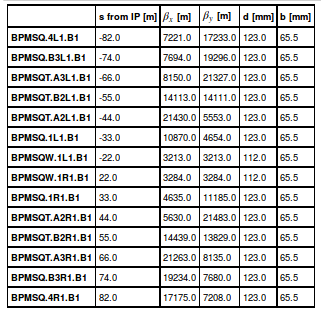 s from IP [m] βx [m] βy [m] d [mm] b [mm]
BPMSQ.4L1.B1 -82.0 7221.0 17233.0 123.0 65.5
BPMSQ.B3L1.B1 -74.0 7694.0 19296.0 123.0 65.5
BPMSQT.A3L1.B1 -66.0 8150.0 21327.0 123.0 65.5
BPMSQT.B2L1.B1 -55.0 14113.0 14111.0 123.0 65.5
BPMSQT.A2L1.B1 -44.0 21430.0 5553.0 123.0 65.5
BPMSQ.1L1.B1 -33.0 10870.0 4654.0 123.0 65.5
BPMSQW.1L1.B1 -22.0 3213.0 3213.0 112.0 65.5
BPMSQW.1R1.B1 22.0 3284.0 3284.0 112.0 65.5
BPMSQ.1R1.B1 33.0 4635.0 11185.0 123.0 65.5
BPMSQT.A2R1.B1 44.0 5630.0 21483.0 123.0 65.5
BPMSQT.B2R1.B1 55.0 14439.0 13829.0 123.0 65.5
BPMSQT.A3R1.B1 66.0 21263.0 8135.0 123.0 65.5
BPMSQ.B3R1.B1 74.0 19234.0 7680.0 123.0 65.5
BPMSQ.4R1.B1 82.0 17175.0 7208.0 123.0 65.5